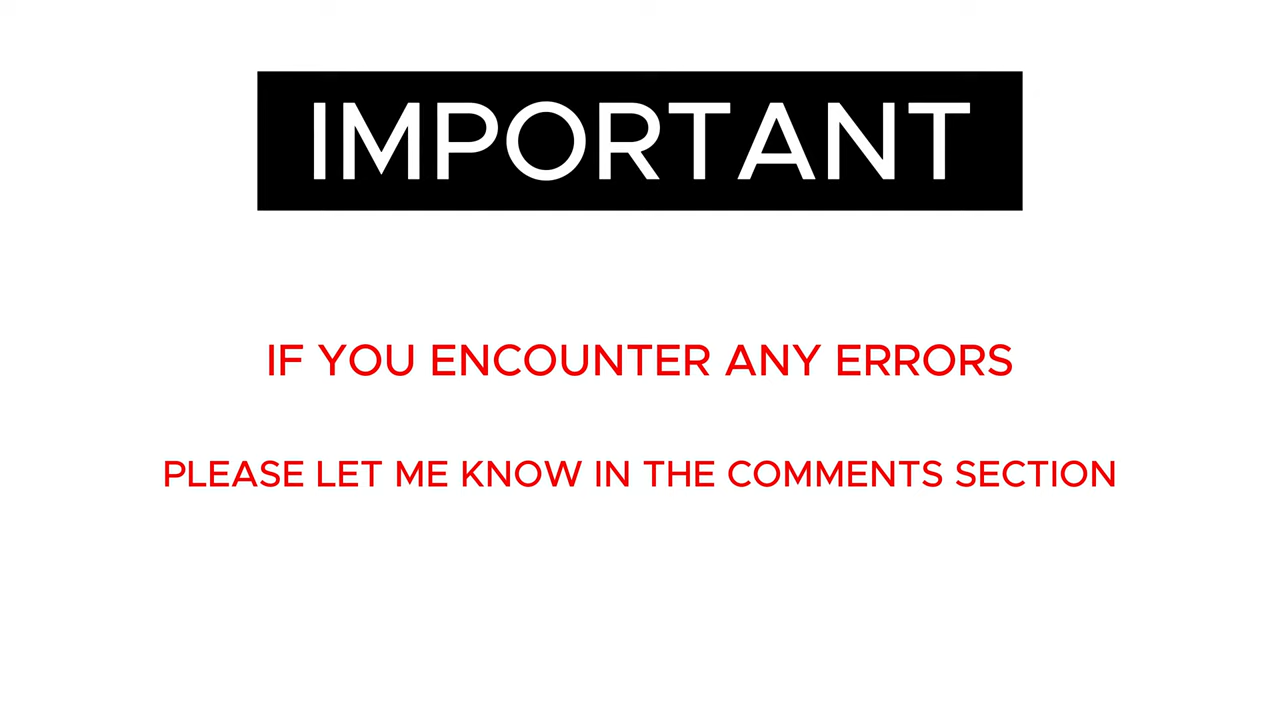 IMPORTANT
IF YOU ENCOUNTER ANY ERRORS
PLEASE LET ME KNOW IN THE COMMENTS SECTION